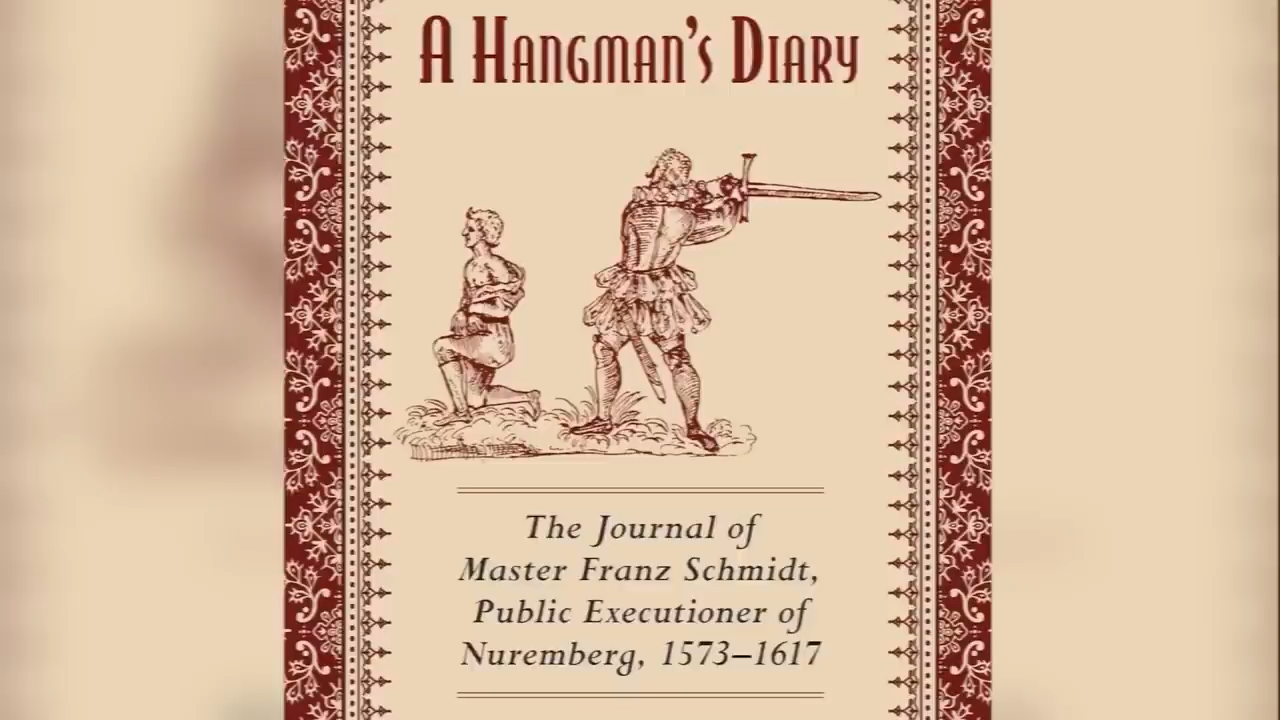 A Hangman's Diary
The Journal of
Master Franz Schmidt,
Public Executioner of
Nuremberg, 1573–1617